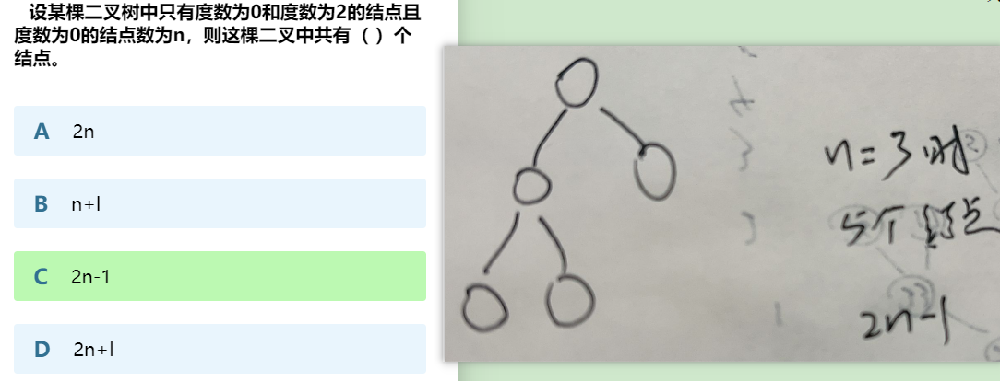 设某棵二叉树中只有度数为0和度数为2的结点且
度数为0的结点数为n，则这棵二叉中共有（ ）个
结点。
A 2n
B n+l
C 2n-1
D 2n+l
n=3时
5个结点
2n-1